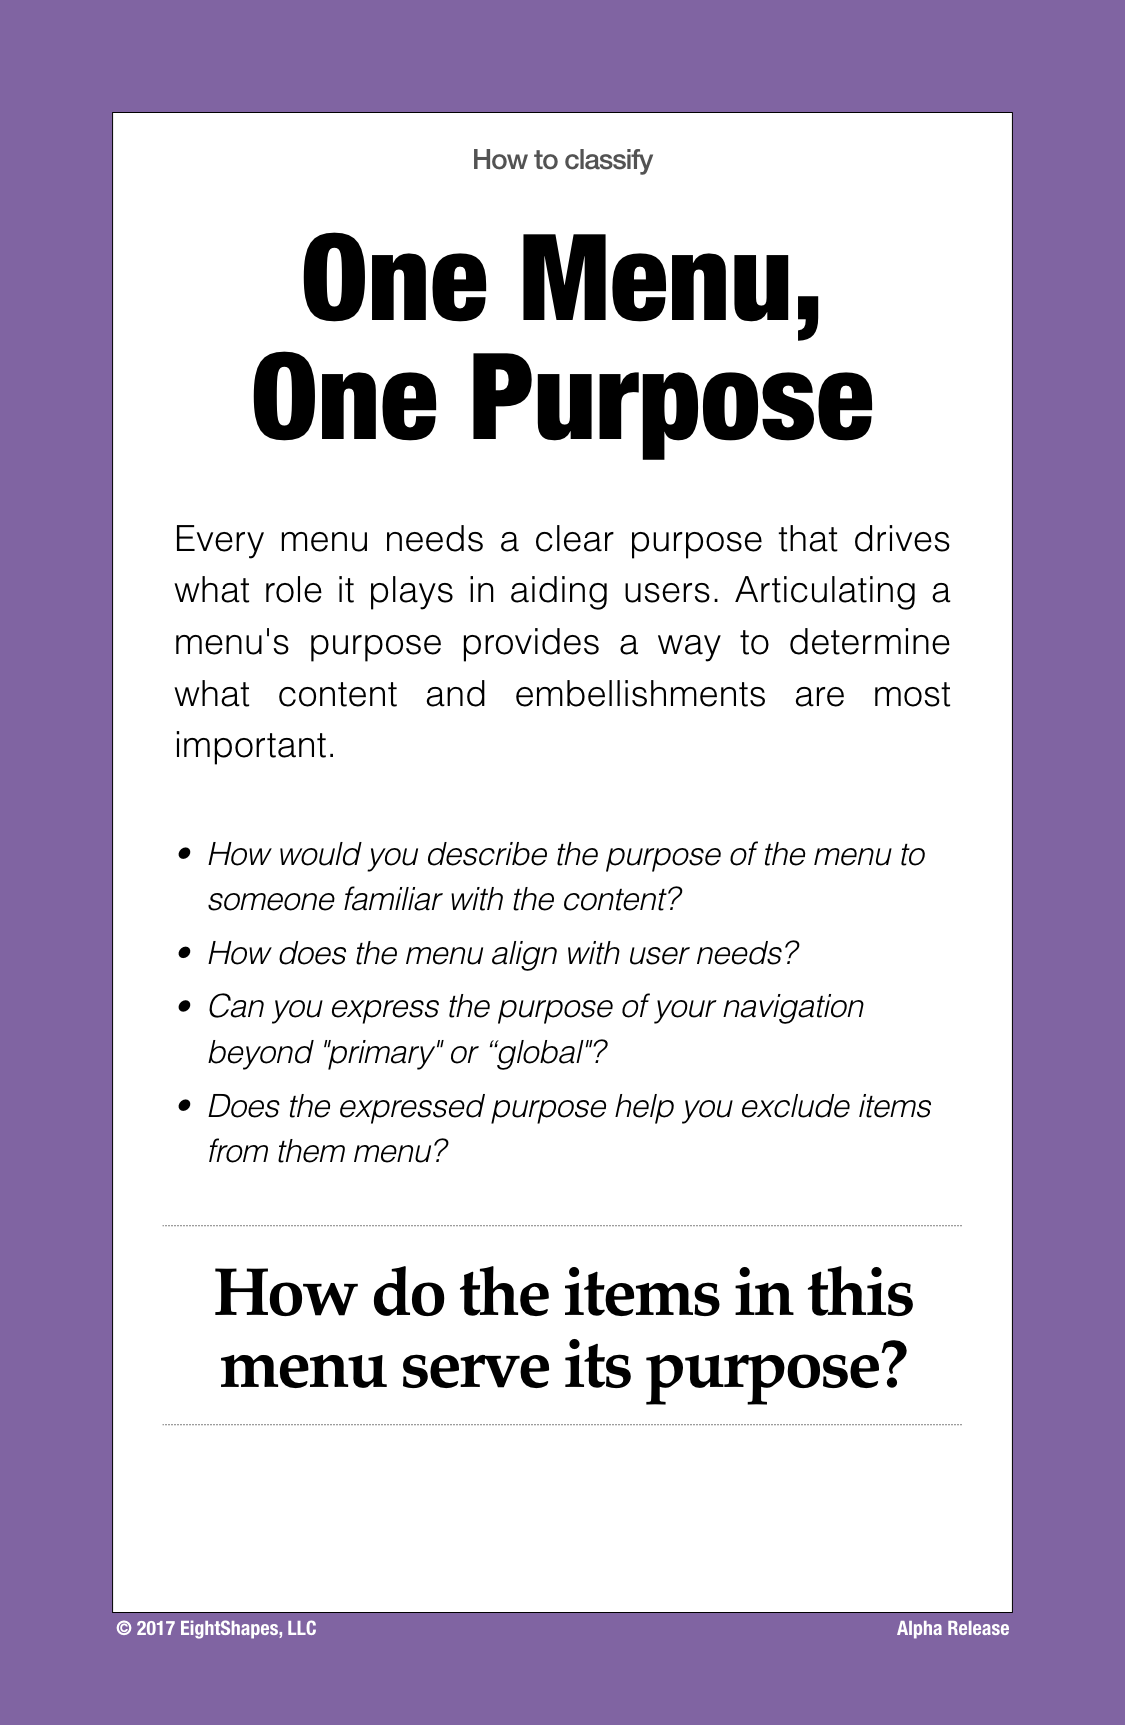 How to classify
One Menu,
One Purpose
Every menu needs a clear purpose that drives
what role it plays in aiding users. Articulating a
menu's purpose provides a way to determine
what content and embellishments are most
important.
• How would you describe the purpose of the menu to
someone familiar with the content?
• How does the menu align with user needs?
• Can you express the purpose of your navigation
beyond "primary" or “global"?
• Does the expressed purpose help you exclude items
from them menu?
How do the items in this
menu serve its purpose?
© 2017 EightShapes, LLC
Alpha Release